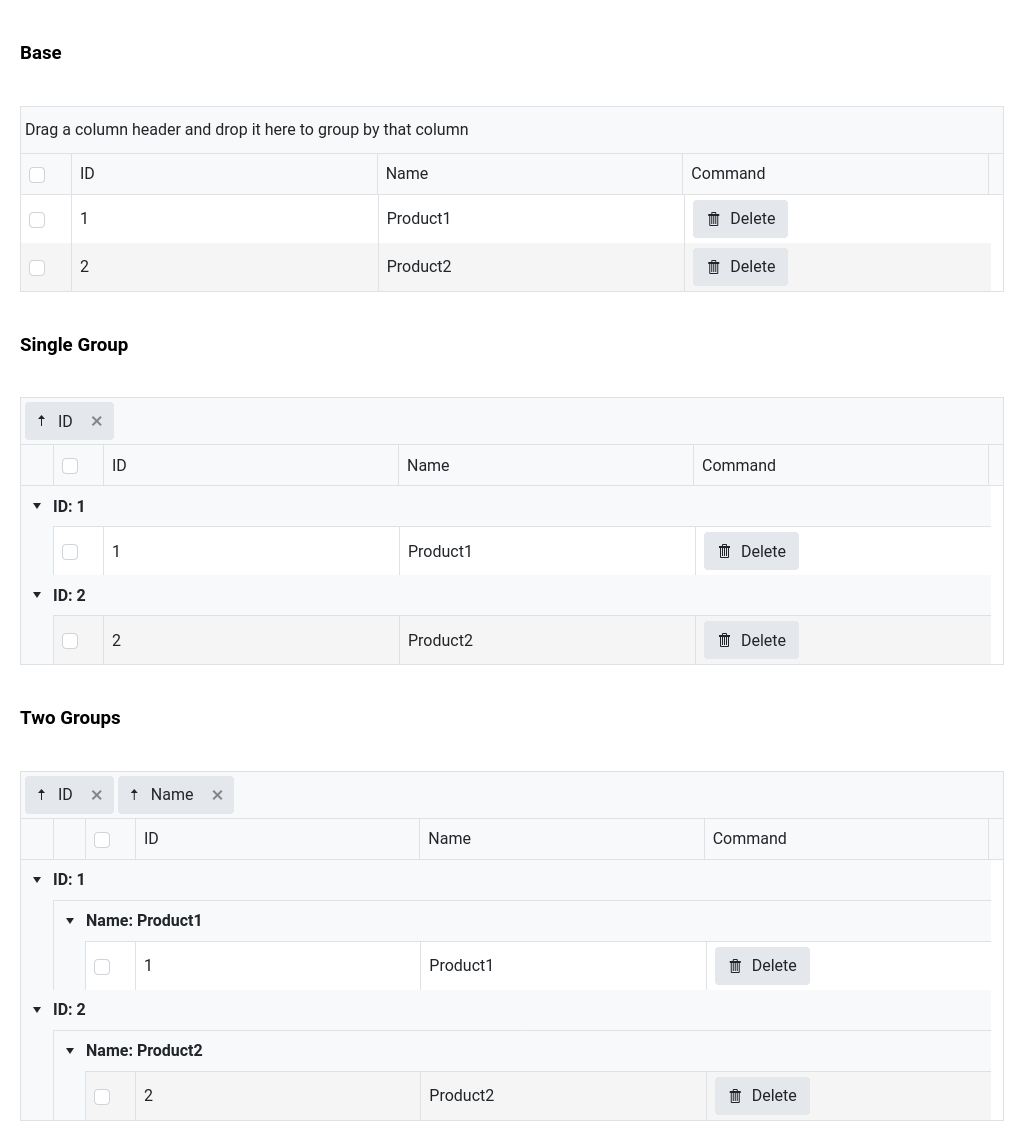 Base
Drag a column header and drop it here to group by that column
ID Name Command
1 Product1 Delete
2 Product2 Delete
Single Group
ID
ID Name Command
ID: 1
1 Product1 Delete
ID: 2
2 Product2 Delete
Two Groups
ID Name
ID Name Command
ID: 1
Name: Product1
1 Product1 Delete
ID: 2
Name: Product2
2 Product2 Delete